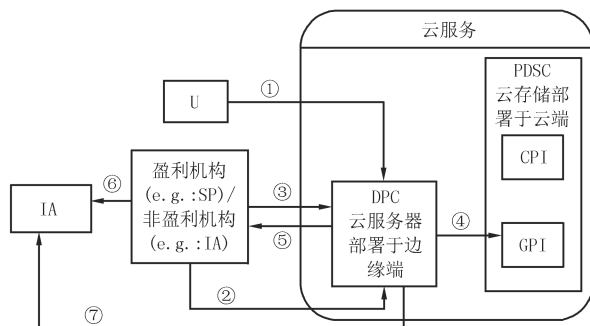 云服务
①
U
PDSC
云存储部
署于云端
CPI
盈利机构
(e.g.:SP)/
非盈利机构
(e.g.:IA)
⑥
IA
③
⑤
DPC
云服务器
部署于边
缘端
④
GPI
②
⑦